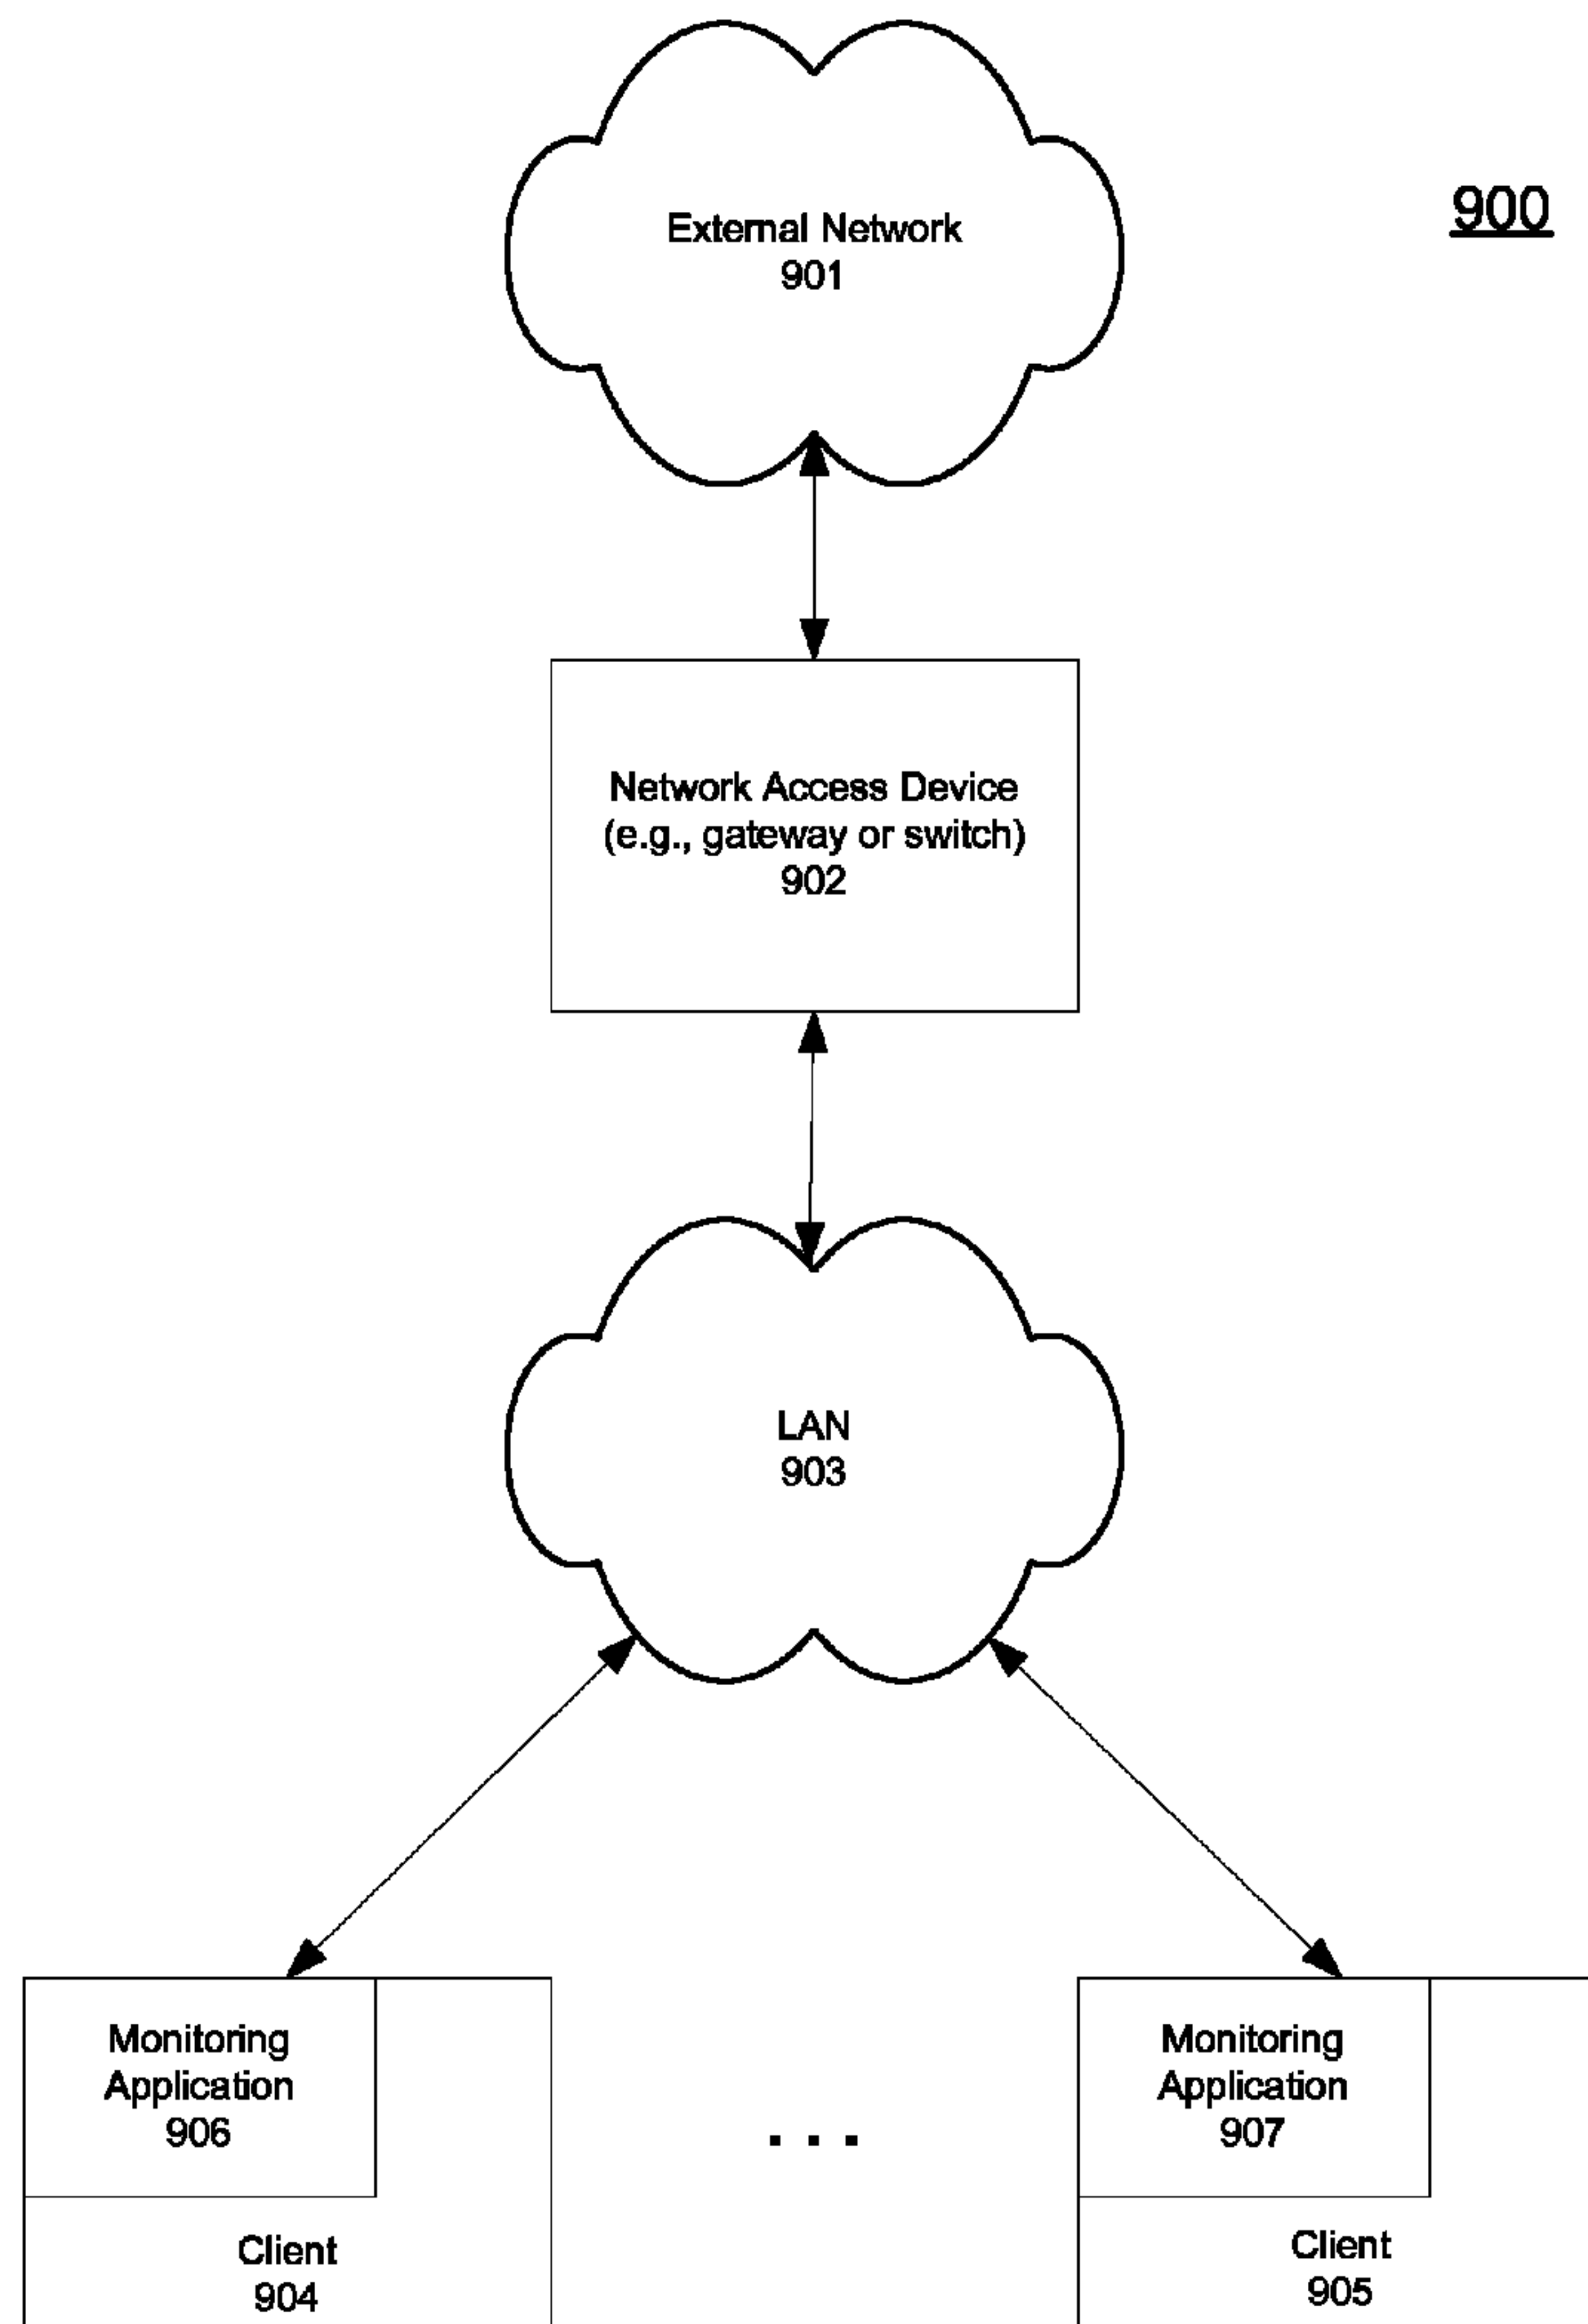 External Network
901
900
Network Access Device
(e.g., gateway or switch)
902
LAN
903
Monitoring
Application
906
Client
904
. . .
Monitoring
Application
907
Client
905